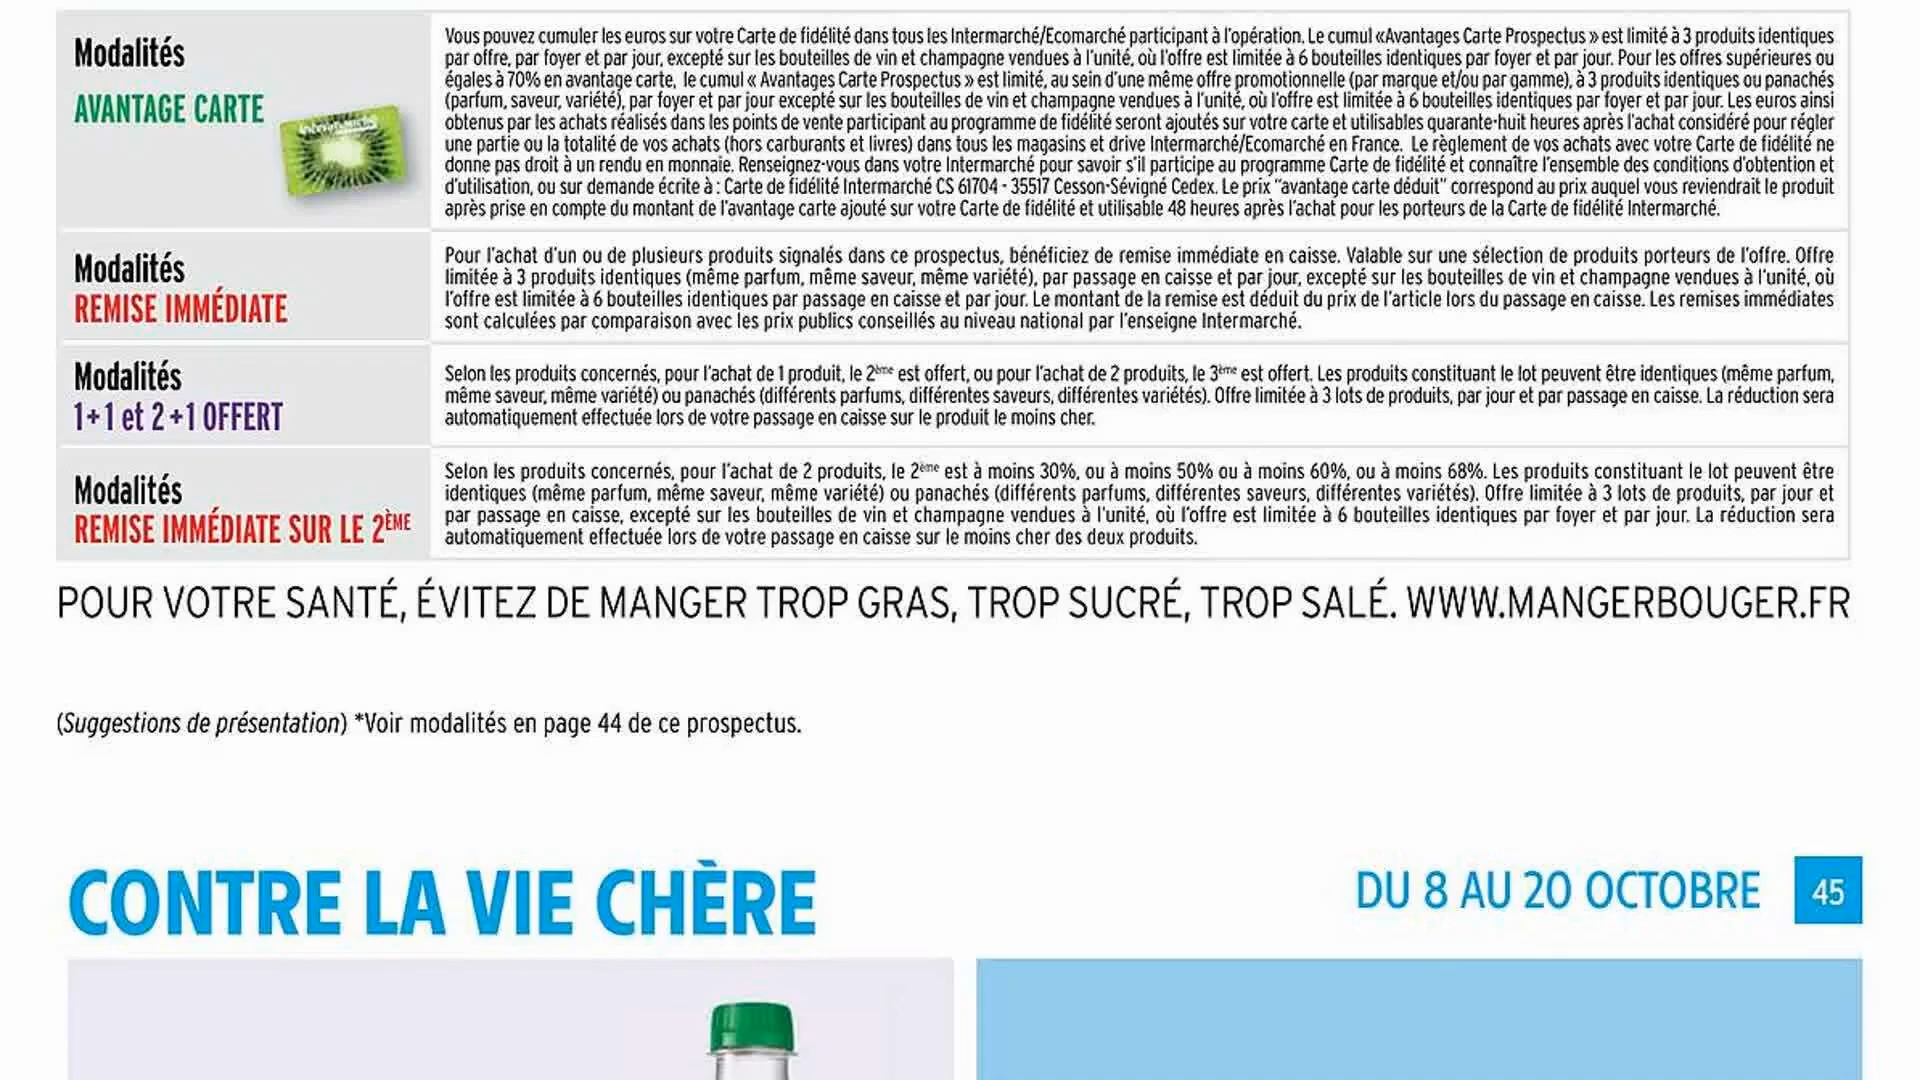 Modalités
AVANTAGE CARTE
Vous pouvez cumuler les euros sur votre Carte de fidélité dans tous les Intermarché/Ecomarché participant à l'opération. Le cumul «Avantages Carte Prospectus » est limité à 3 produits identiques
par offre, par foyer et par jour, excepté sur les bouteilles de vin et champagne vendues à l'unité, où l'offre est limitée à 6 bouteilles identiques par foyer et par jour. Pour les offres supérieures ou
égales à 70% en avantage carte, le cumul « Avantages Carte Prospectus » est limité, au sein d'une même offre promotionnelle (par marque et/ou par gamme), à 3 produits identiques ou panachés
(parfum, saveur, variété), par foyer et par jour excepté sur les bouteilles de vin et champagne vendues à l'unité, où l'offre est limitée à 6 bouteilles identiques par foyer et par jour. Les euros ainsi
obtenus par les achats réalisés dans les points de vente participant au programme de fidélité seront ajoutés sur votre carte et utilisables quarante-huit heures après l'achat considéré pour régler
une partie ou la totalité de vos achats (hors carburants et livres) dans tous les magasins et drive Intermarché/Ecomarché en France. Le règlement de vos achats avec votre Carte de fidélité ne
donne pas droit à un rendu en monnaie. Renseignez-vous dans votre Intermarché pour savoir s'il participe au programme Carte de fidélité et connaître l'ensemble des conditions d'obtention et
d'utilisation, ou sur demande écrite à : Carte de fidélité Intermarché CS 61704 - 35517 Cesson-Sévigné Cedex. Le prix "avantage carte déduit" correspond au prix auquel vous reviendrait le produit
après prise en compte du montant de l'avantage carte ajouté sur votre Carte de fidélité et utilisable 48 heures après l'achat pour les porteurs de la Carte de fidélité Intermarché.
Modalités
REMISE IMMÉDIATE
Pour l'achat d'un ou de plusieurs produits signalés dans ce prospectus, bénéficiez de remise immédiate en caisse. Valable sur une sélection de produits porteurs de l'offre. Offre
limitée à 3 produits identiques (même parfum, même saveur, même variété), par passage en caisse et par jour, excepté sur les bouteilles de vin et champagne vendues à l'unité, où
l'offre est limitée à 6 bouteilles identiques par passage en caisse et par jour. Le montant de la remise est déduit du prix de l'article lors du passage en caisse. Les remises immédiates
sont calculées par comparaison avec les prix publics conseillés au niveau national par l'enseigne Intermarché.
Modalités
1+1 et 2+1 OFFERT
Selon les produits concernés, pour l'achat de 1 produit, le 2ème est offert, ou pour l'achat de 2 produits, le 3ème est offert. Les produits constituant le lot peuvent être identiques (même parfum,
même saveur, même variété) ou panachés (différents parfums, différentes saveurs, différentes variétés). Offre limitée à 3 lots de produits, par jour et par passage en caisse. La réduction sera
automatiquement effectuée lors de votre passage en caisse sur le produit le moins cher.
Modalités
REMISE IMMÉDIATE SUR LE 2ÈME
Selon les produits concernés, pour l'achat de 2 produits, le 2ème est à moins 30%, ou à moins 50% ou à moins 60%, ou à moins 68%. Les produits constituant le lot peuvent être
identiques (même parfum, même saveur, même variété) ou panachés (différents parfums, différentes saveurs, différentes variétés). Offre limitée à 3 lots de produits, par jour et
par passage en caisse, excepté sur les bouteilles de vin et champagne vendues à l'unité, où l'offre est limitée à 6 bouteilles identiques par foyer et par jour. La réduction sera
automatiquement effectuée lors de votre passage en caisse sur le moins cher des deux produits.
POUR VOTRE SANTÉ, ÉVITEZ DE MANGER TROP GRAS, TROP SUCRÉ, TROP SALÉ. WWW.MANGERBOUGER.FR
(Suggestions de présentation) *Voir modalités en page 44 de ce prospectus.
CONTRE LA VIE CHÈRE
DU 8 AU 20 OCTOBRE
45